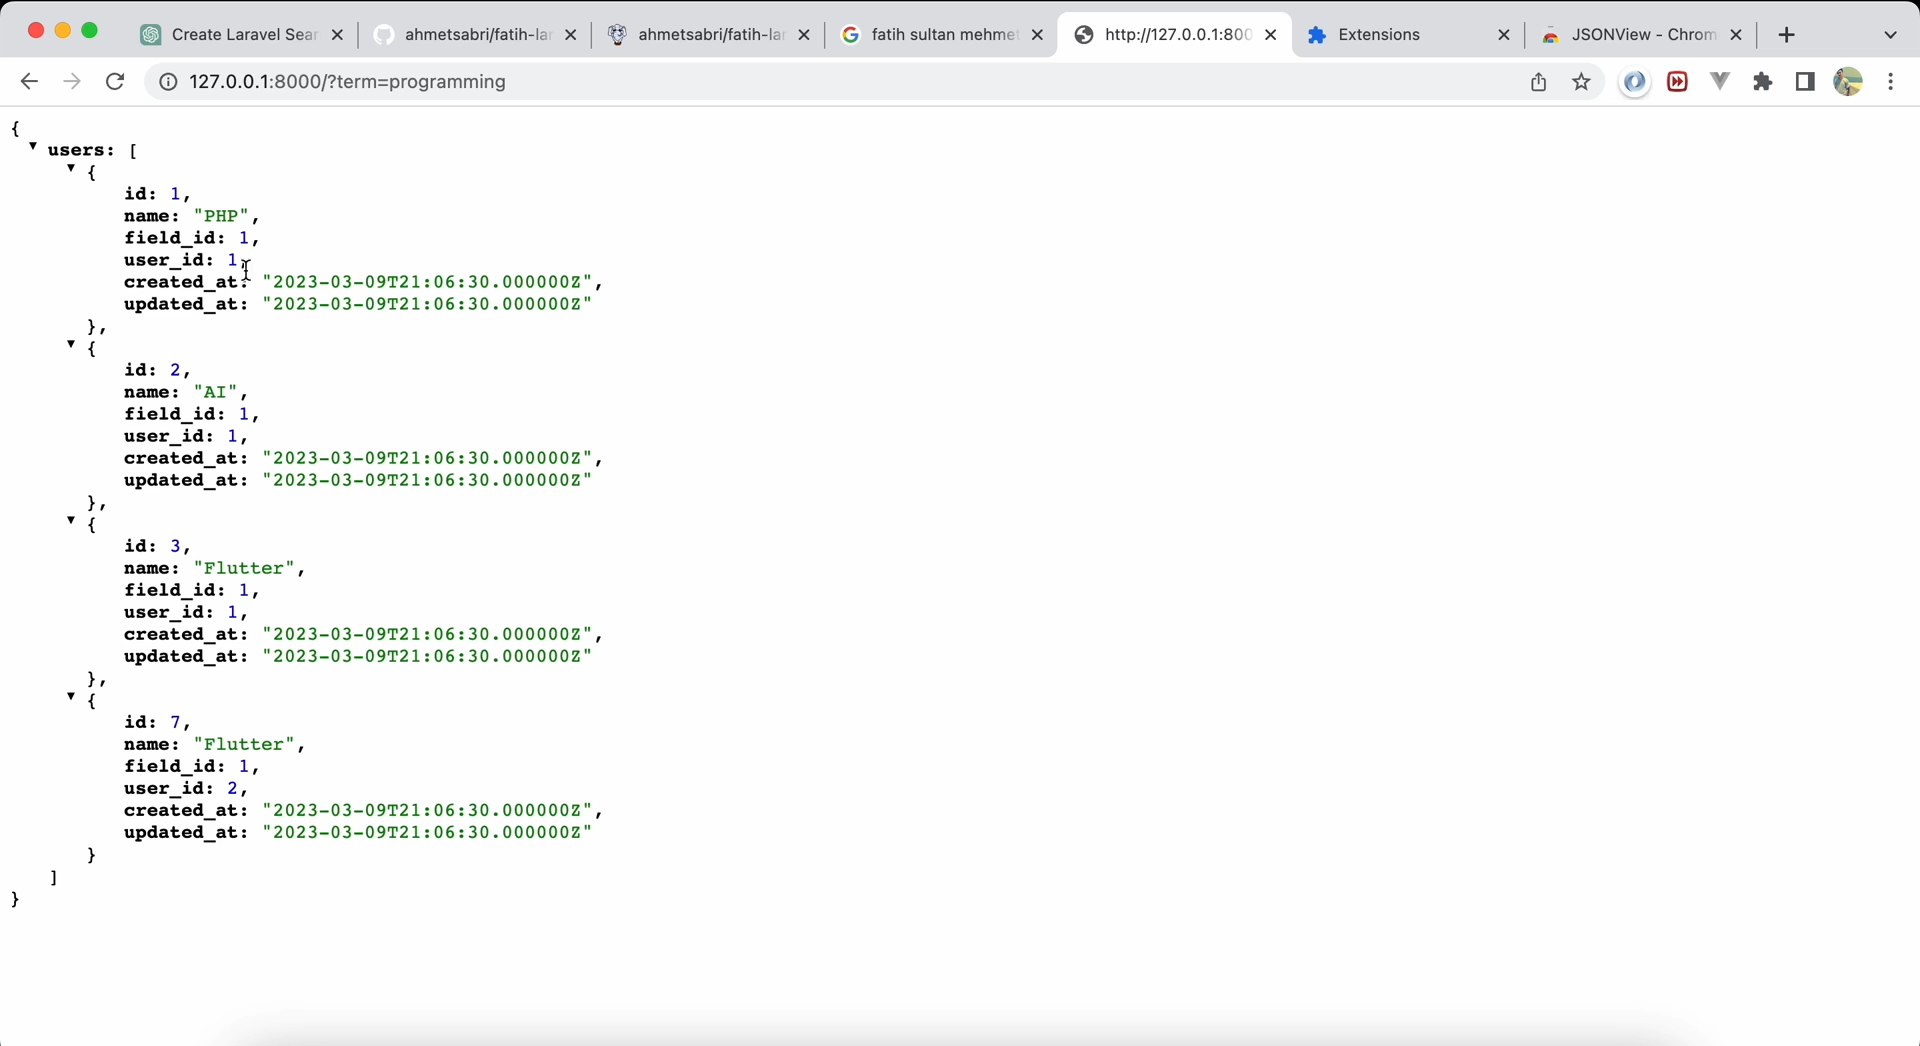 Create Laravel Sear
ahmetsabri/fatih-lar
ahmetsabri/fatih-lar
fatih sultan mehmet
http://127.0.0.1:800
Extensions
JSONView - Chrom
127.0.0.1:8000/?term=programming
{
users: [
{
id: 1,
name: "PHP",
field_id: 1,
user_id: 1,
created_at: "2023-03-09T21:06:30.000000Z",
updated_at: "2023-03-09T21:06:30.000000Z"
},
{
id: 2,
name: "AI",
field_id: 1,
user_id: 1,
created_at: "2023-03-09T21:06:30.000000Z",
updated_at: "2023-03-09T21:06:30.000000Z"
},
{
id: 3,
name: "Flutter",
field_id: 1,
user_id: 1,
created_at: "2023-03-09T21:06:30.000000Z",
updated_at: "2023-03-09T21:06:30.000000Z"
},
{
id: 7,
name: "Flutter",
field_id: 1,
user_id: 2,
created_at: "2023-03-09T21:06:30.000000Z",
updated_at: "2023-03-09T21:06:30.000000Z"
}
]
}